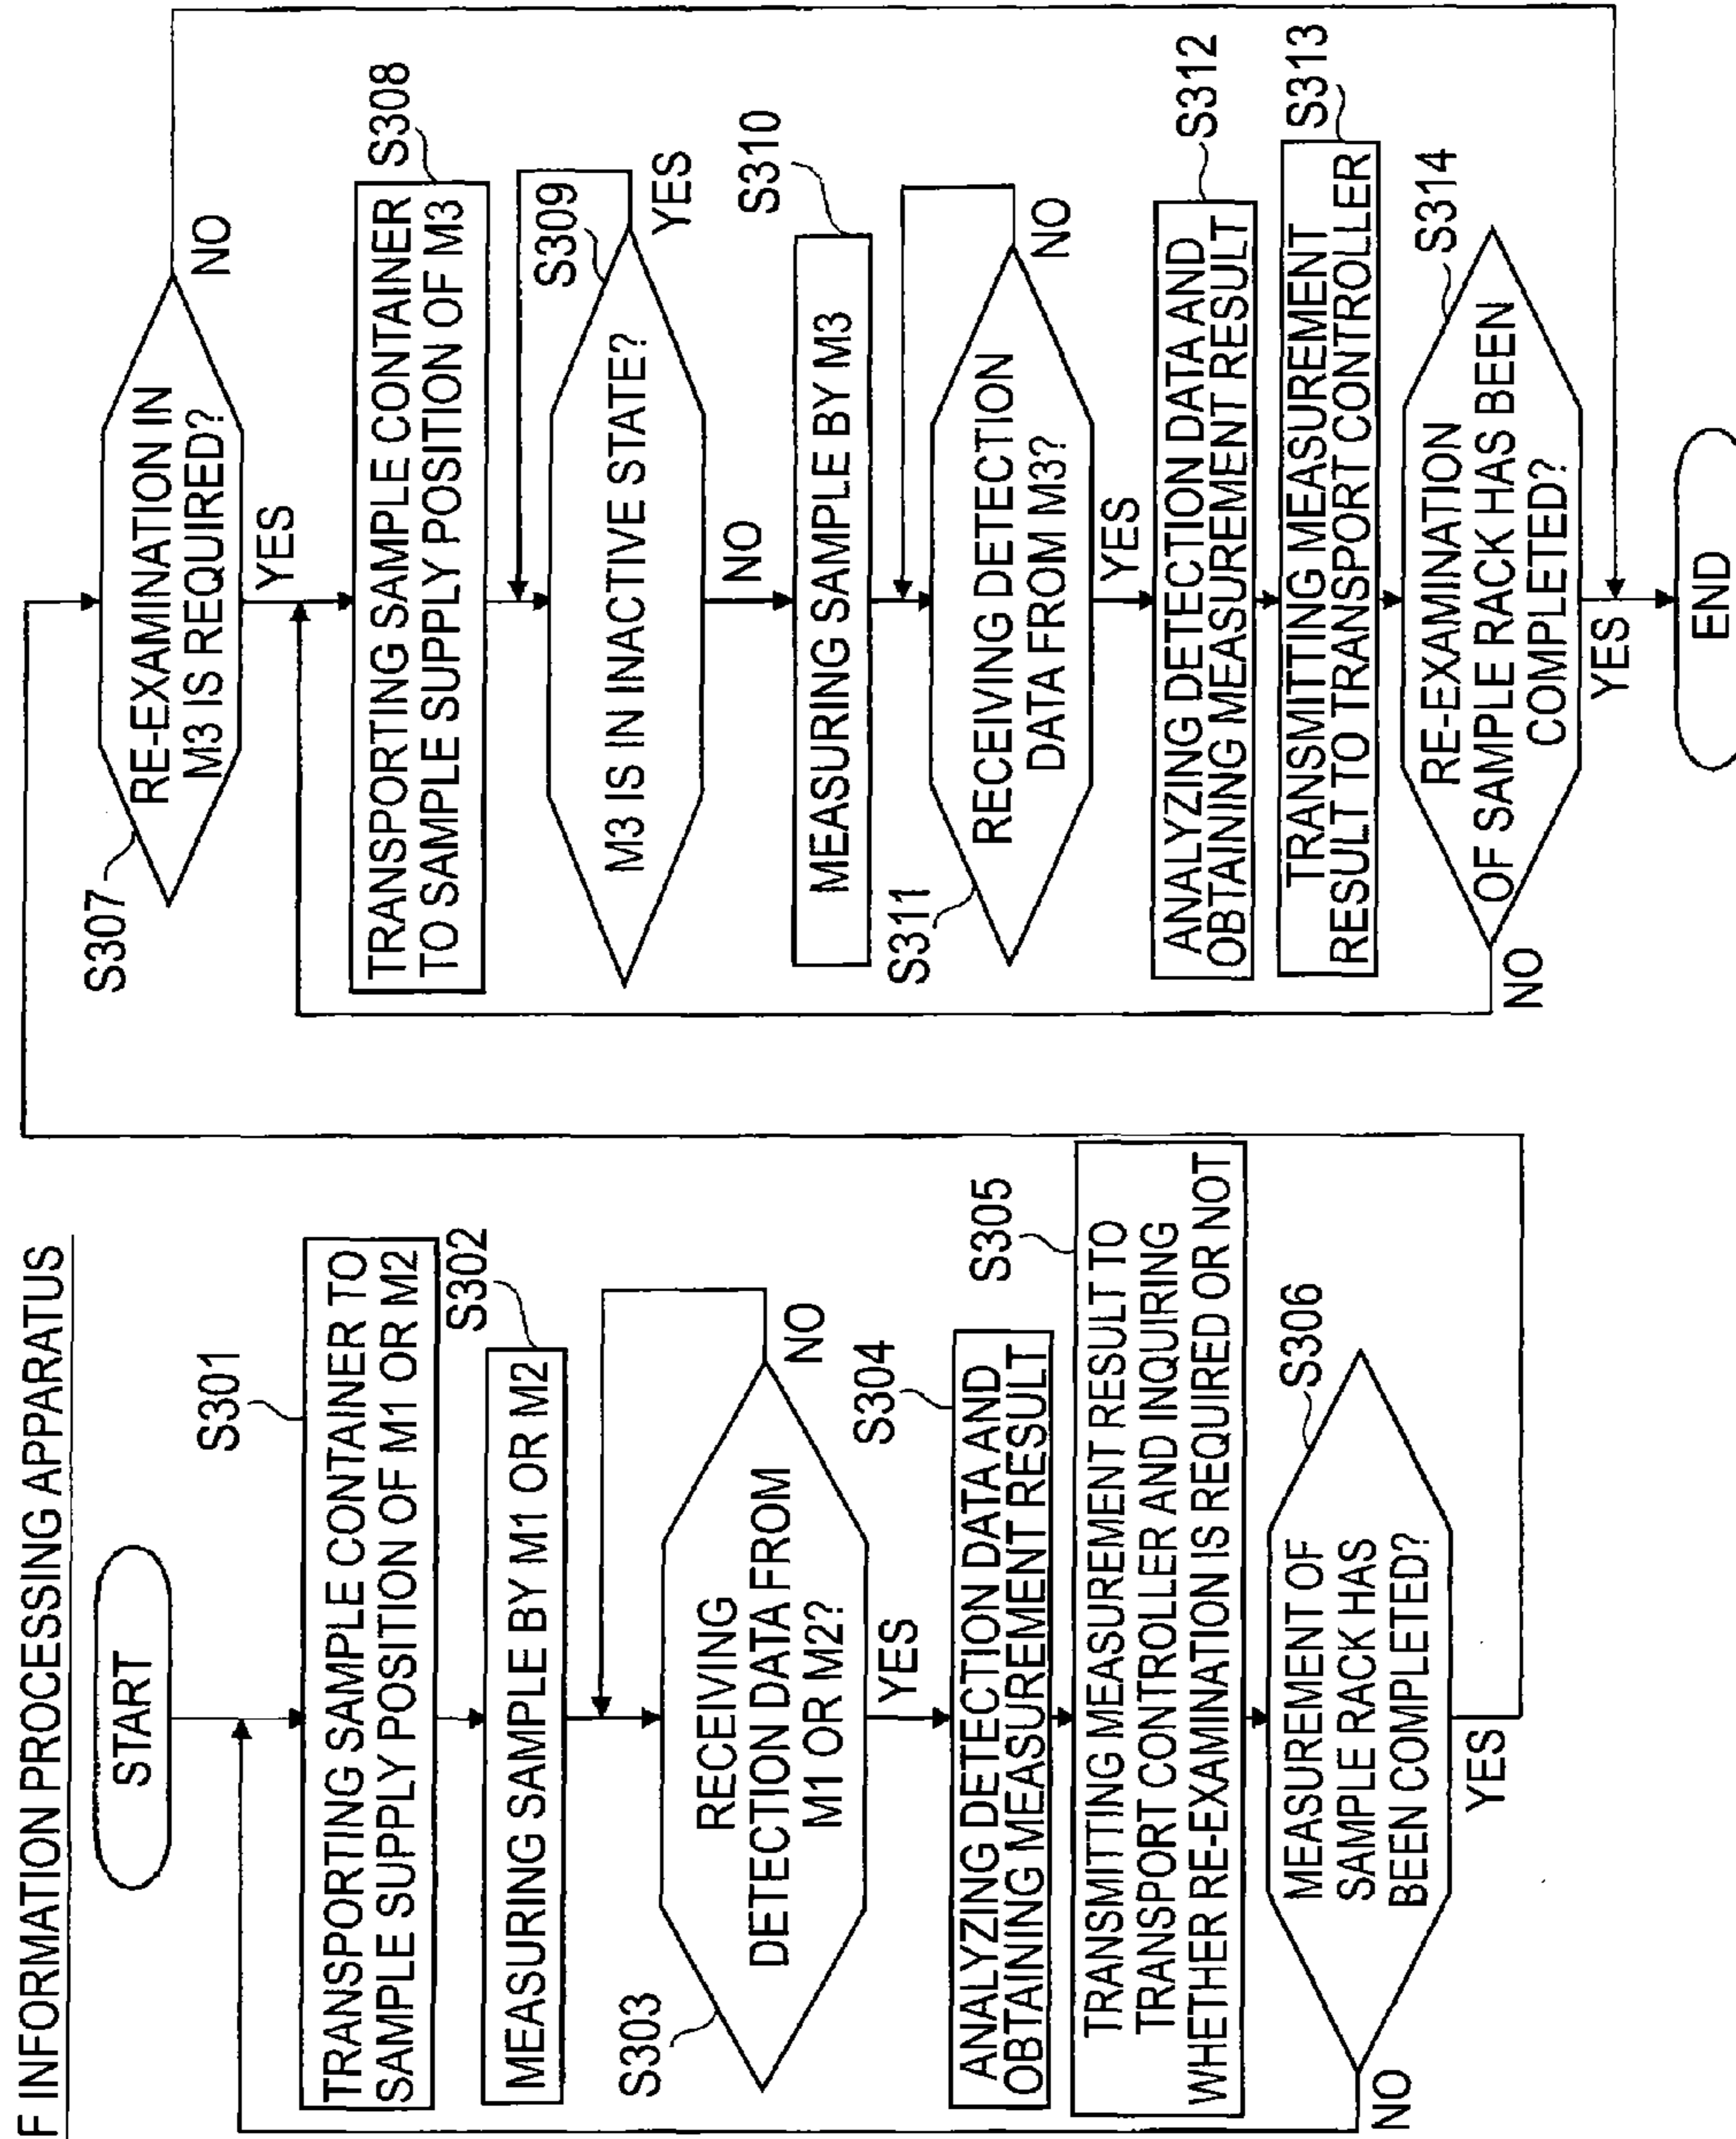 F INFORMATION PROCESSING APPARATUS
START
S301
TRANSPORTING SAMPLE CONTAINER TO
SAMPLE SUPPLY POSITION OF M1 OR M2
S302
MEASURING SAMPLE BY M1 OR M2
S303
RECEIVING
DETECTION DATA FROM
M1 OR M2?
NO
YES
S304
ANALYZING DETECTION DATA AND
OBTAINING MEASUREMENT RESULT
S305
TRANSMITTING MEASUREMENT RESULT TO
TRANSPORT CONTROLLER AND INQUIRING
WHETHER RE-EXAMINATION IS REQUIRED OR NOT
S306
MEASUREMENT OF
SAMPLE RACK HAS
BEEN COMPLETED?
NO
YES
S307
RE-EXAMINATION IN
M3 IS REQUIRED?
NO
YES
S308
TRANSPORTING SAMPLE CONTAINER
TO SAMPLE SUPPLY POSITION OF M3
S309
M3 IS IN INACTIVE STATE?
YES
NO
S310
MEASURING SAMPLE BY M3
S311
RECEIVING DETECTION
DATA FROM M3?
NO
YES
S312
ANALYZING DETECTION DATA AND
OBTAINING MEASUREMENT RESULT
S313
TRANSMITTING MEASUREMENT
RESULT TO TRANSPORT CONTROLLER
S314
RE-EXAMINATION
OF SAMPLE RACK HAS BEEN
COMPLETED?
NO
YES
END